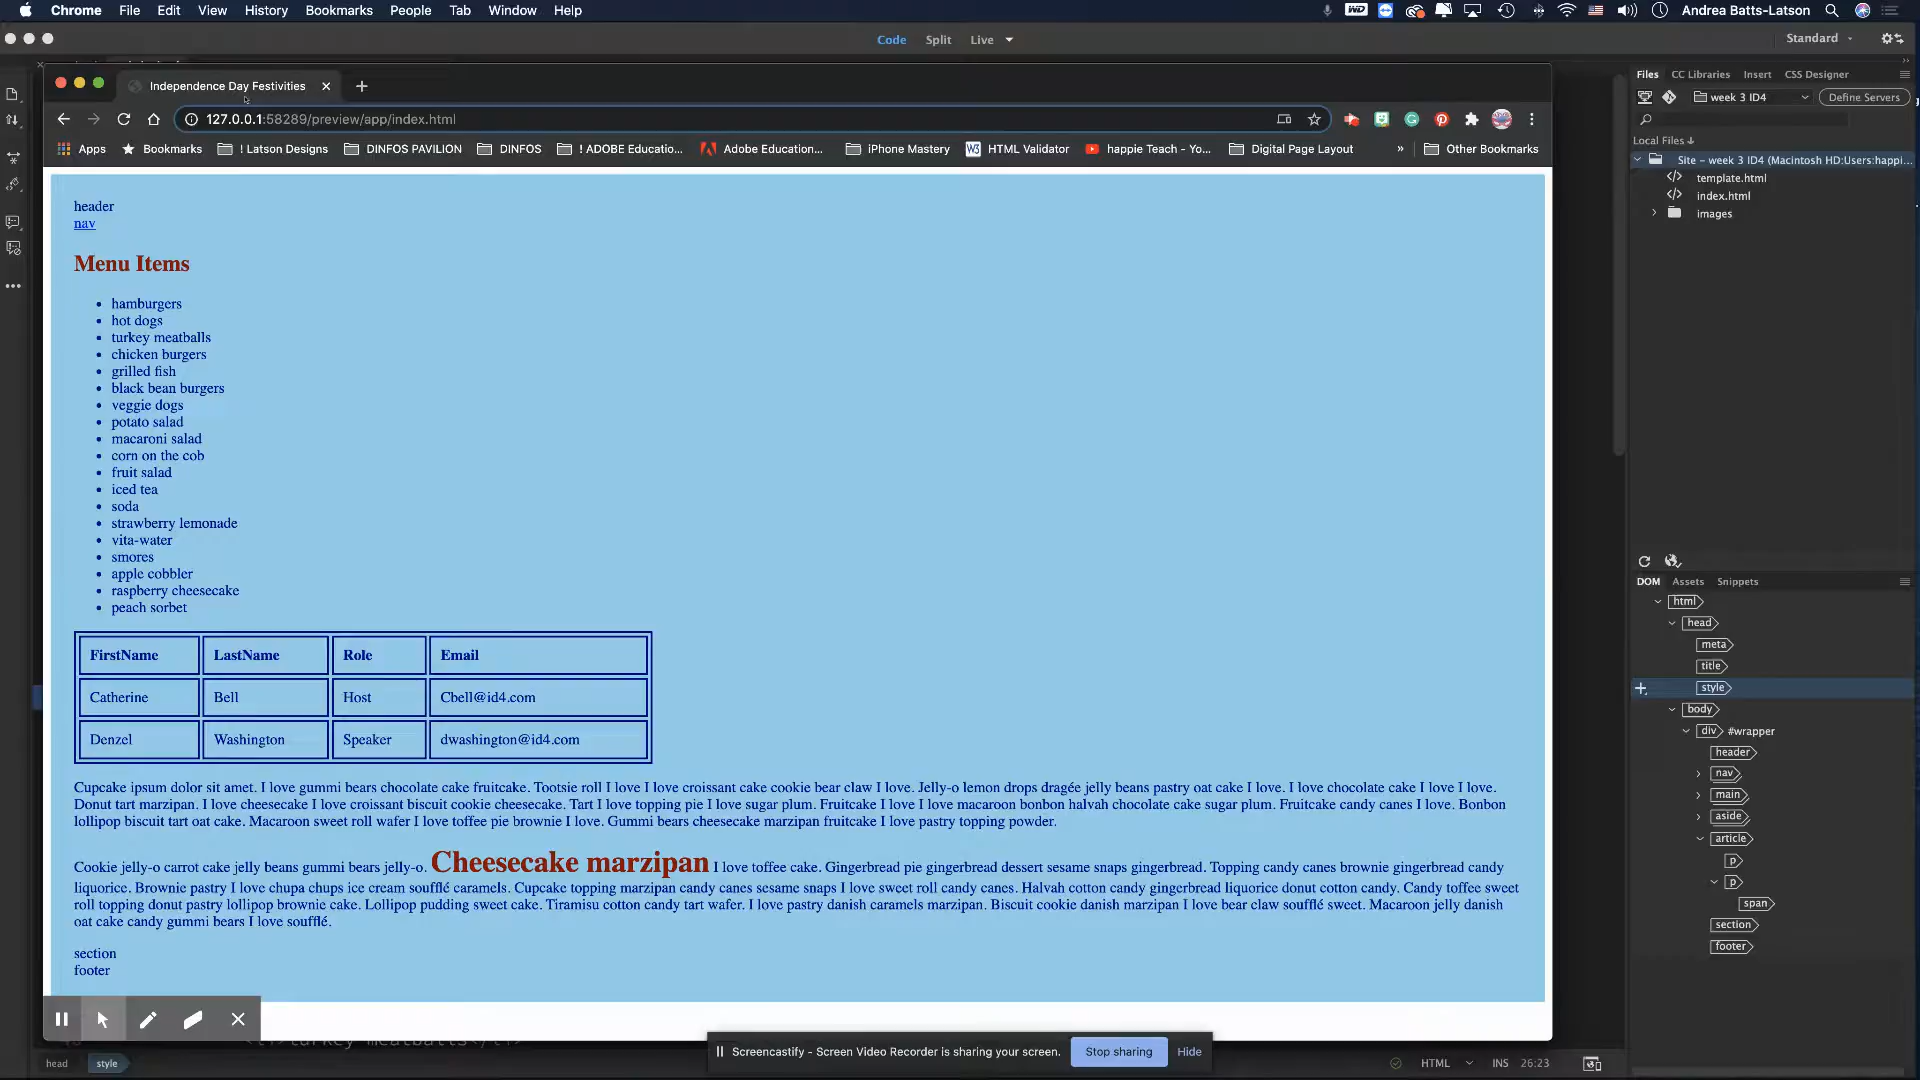 Chrome File Edit View History Bookmarks People Tab Window Help Andrea Batts-Latson
Code Split Live Standard
Independence Day Festivities
127.0.0.1:58289/preview/app/index.html
Apps Bookmarks ! Latson Designs DINFOS PAVILION DINFOS ! ADOBE Educatio... Adobe Education... iPhone Mastery HTML Validator happie Teach - Yo... Digital Page Layout » Other Bookmarks
header
nav
Menu Items
hamburgers
hot dogs
turkey meatballs
chicken burgers
grilled fish
black bean burgers
veggie dogs
potato salad
macaroni salad
corn on the cob
fruit salad
iced tea
soda
strawberry lemonade
vita-water
smores
apple cobbler
raspberry cheesecake
peach sorbet
FirstName LastName Role Email
Catherine Bell Host Cbell@id4.com
Denzel Washington Speaker dwashington@id4.com
Cupcake ipsum dolor sit amet. I love gummi bears chocolate cake fruitcake. Tootsie roll I love I love croissant cake cookie bear claw I love. Jelly-o lemon drops dragée jelly beans pastry oat cake I love. I love chocolate cake I love I love.
Donut tart marzipan. I love cheesecake I love croissant biscuit cookie cheesecake. Tart I love topping pie I love sugar plum. Fruitcake I love I love macaroon bonbon halvah chocolate cake sugar plum. Fruitcake candy canes I love. Bonbon
lollipop biscuit tart oat cake. Macaroon sweet roll wafer I love toffee pie brownie I love. Gummi bears cheesecake marzipan fruitcake I love pastry topping powder.
Cookie jelly-o carrot cake jelly beans gummi bears jelly-o. Cheesecake marzipan I love toffee cake. Gingerbread pie gingerbread dessert sesame snaps gingerbread. Topping candy canes brownie gingerbread candy
liquorice. Brownie pastry I love chupa chups ice cream soufflé caramels. Cupcake topping marzipan candy canes sesame snaps I love sweet roll candy canes. Halvah cotton candy gingerbread liquorice donut cotton candy. Candy toffee sweet
roll topping donut pastry lollipop brownie cake. Lollipop pudding sweet cake. Tiramisu cotton candy tart wafer. I love pastry danish caramels marzipan. Biscuit cookie danish marzipan I love bear claw soufflé sweet. Macaroon jelly danish
oat cake candy gummi bears I love soufflé.
section
footer
Screencastify - Screen Video Recorder is sharing your screen. Stop sharing Hide
head style HTML INS 26:23
Files CC Libraries Insert CSS Designer
week 3 ID4 Define Servers
Local Files
Site - week 3 ID4 (Macintosh HD:Users:happi...
template.html
index.html
images
DOM Assets Snippets
html
head
meta
title
style
body
div #wrapper
header
nav
main
aside
article
p
p
span
section
footer